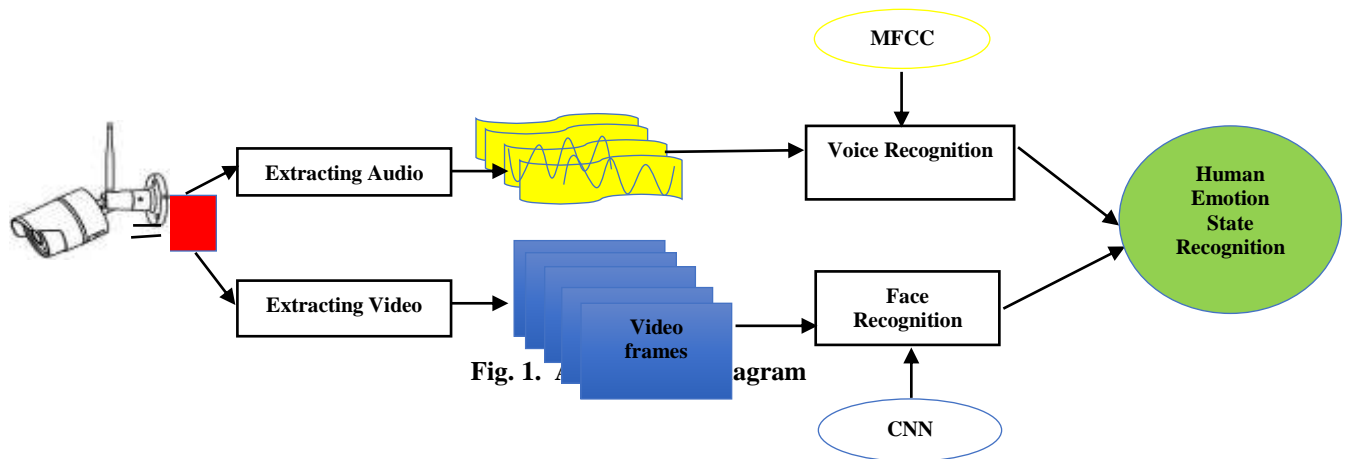 MFCC
Extracting Audio
Voice Recognition
Human
Emotion
State
Recognition
Extracting Video
Video
frames
Face
Recognition
Fig. 1. A agram
CNN